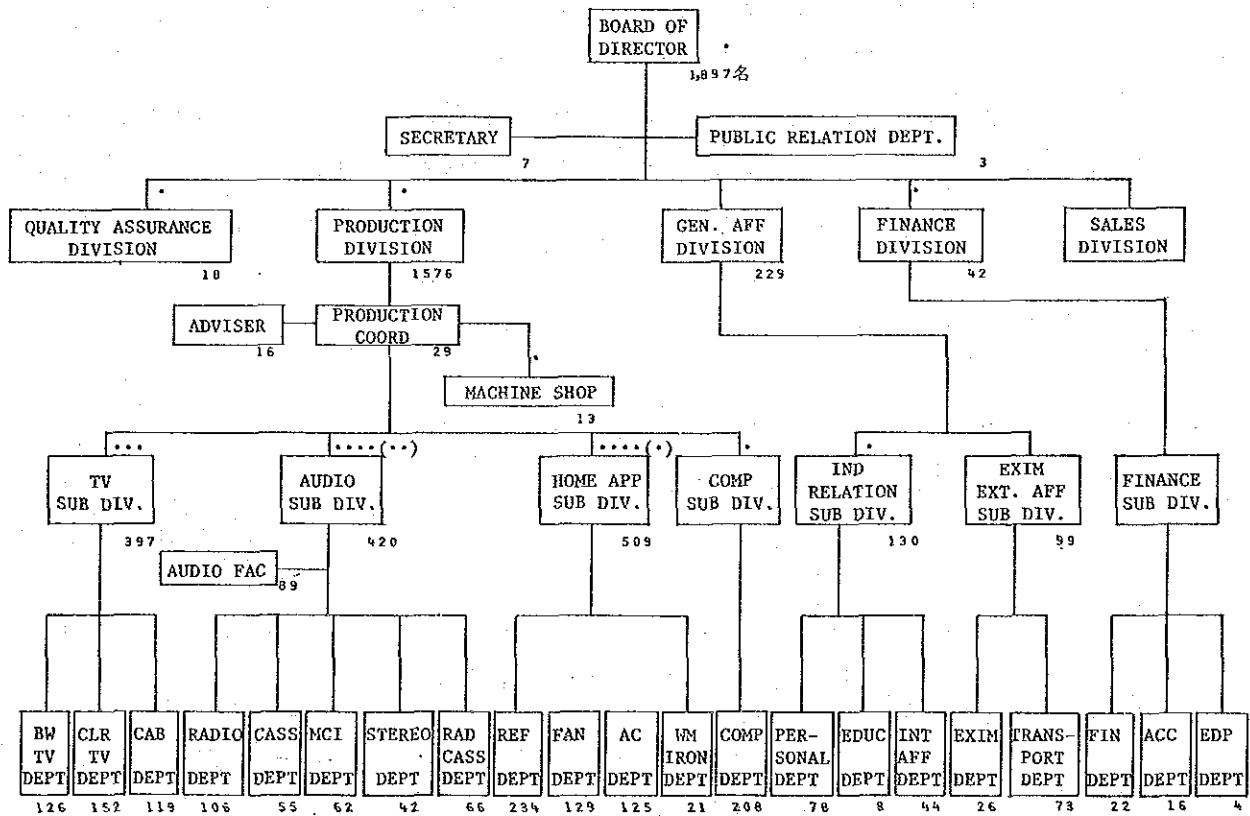 BOARD OF
DIRECTOR
1,897名
SECRETARY
7
PUBLIC RELATION DEPT.
3
QUALITY ASSURANCE
DIVISION
18
PRODUCTION
DIVISION
1576
GEN. AFF
DIVISION
229
FINANCE
DIVISION
42
SALES
DIVISION
ADVISER
16
PRODUCTION
COORD
29
MACHINE SHOP
13
TV
SUB DIV.
397
AUDIO
SUB DIV.
420
HOME APP
SUB DIV.
509
COMP
SUB DIV.
IND
RELATION
SUB DIV.
130
EXIM
EXT. AFF
SUB DIV.
99
FINANCE
SUB DIV.
AUDIO FAC
89
BW
TV
DEPT
126
CLR
TV
DEPT
152
CAB
DEPT
119
RADIO
DEPT
106
CASS
DEPT
55
MCI
DEPT
62
STEREO
DEPT
42
RAD
CASS
DEPT
66
REF
DEPT
234
FAN
DEPT
129
AC
DEPT
125
WM
IRON
DEPT
21
COMP
DEPT
208
PER-
SONAL
DEPT
78
EDUC
DEPT
8
INT
AFF
DEPT
44
EXIM
DEPT
26
TRANS-
PORT
DEPT
73
FIN
DEPT
22
ACC
DEPT
16
EDP
DEPT
4